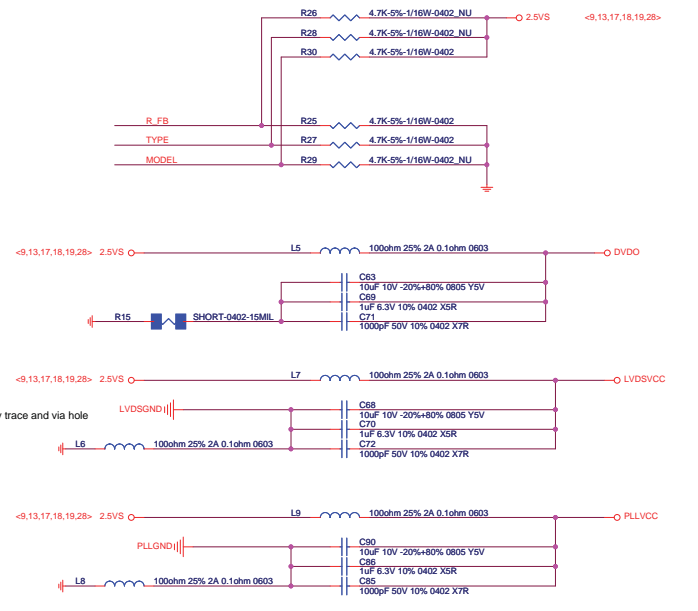 R26 4.7K-5%-1/16W-0402_NU 2.5VS <9,13,17,18,19,28>
R28 4.7K-5%-1/16W-0402_NU
R30 4.7K-5%-1/16W-0402
R_FB R25 4.7K-5%-1/16W-0402
TYPE R27 4.7K-5%-1/16W-0402
MODEL R29 4.7K-5%-1/16W-0402_NU
<9,13,17,18,19,28> 2.5VS L5 100ohm 25% 2A 0.1ohm 0603 DVDO
C63
10uF 10V -20%+80% 0805 Y5V
C69
1uF 6.3V 10% 0402 X5R
R15 SHORT-0402-15MIL C71
1000pF 50V 10% 0402 X7R
<9,13,17,18,19,28> 2.5VS L7 100ohm 25% 2A 0.1ohm 0603 LVDSVCC
LVDSGND C68
trace and via hole 10uF 10V -20%+80% 0805 Y5V
C70
1uF 6.3V 10% 0402 X5R
L6 100ohm 25% 2A 0.1ohm 0603 C72
1000pF 50V 10% 0402 X7R
<9,13,17,18,19,28> 2.5VS L9 100ohm 25% 2A 0.1ohm 0603 PLLVCC
PLLGND C90
10uF 10V -20%+80% 0805 Y5V
C86
1uF 6.3V 10% 0402 X5R
L8 100ohm 25% 2A 0.1ohm 0603 C85
1000pF 50V 10% 0402 X7R